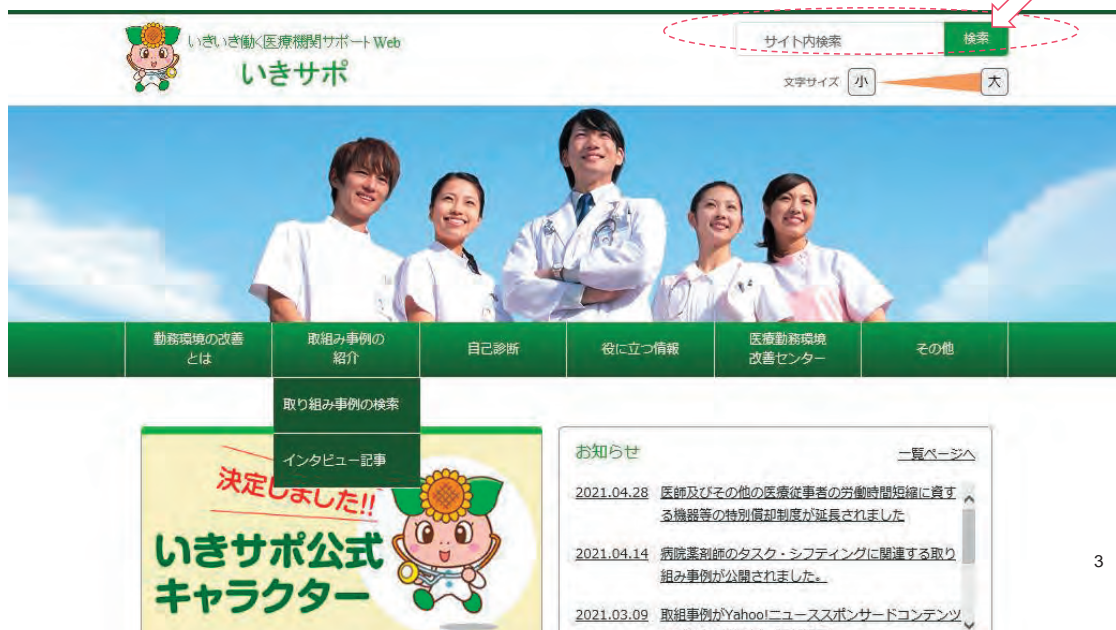 いきいき働く医療機関サポートWeb
いきサポ
サイト内検索
検索
文字サイズ 小 大
勤務環境の改善
とは
取組み事例の
紹介
自己診断
役に立つ情報
医療勤務環境
改善センター
その他
取り組み事例の検索
インタビュー記事
決定しました!!
いきサポ公式
キャラクター
お知らせ
一覧ページへ
2021.04.28 医師及びその他の医療従事者の労働時間短縮に資す
る機器等の特別償却制度が延長されました
2021.04.14 病院薬剤師のタスク・シフティングに関連する取り
組み事例が公開されました。
2021.03.09 取組事例がYahoo!ニューススポンサードコンテンツ
3